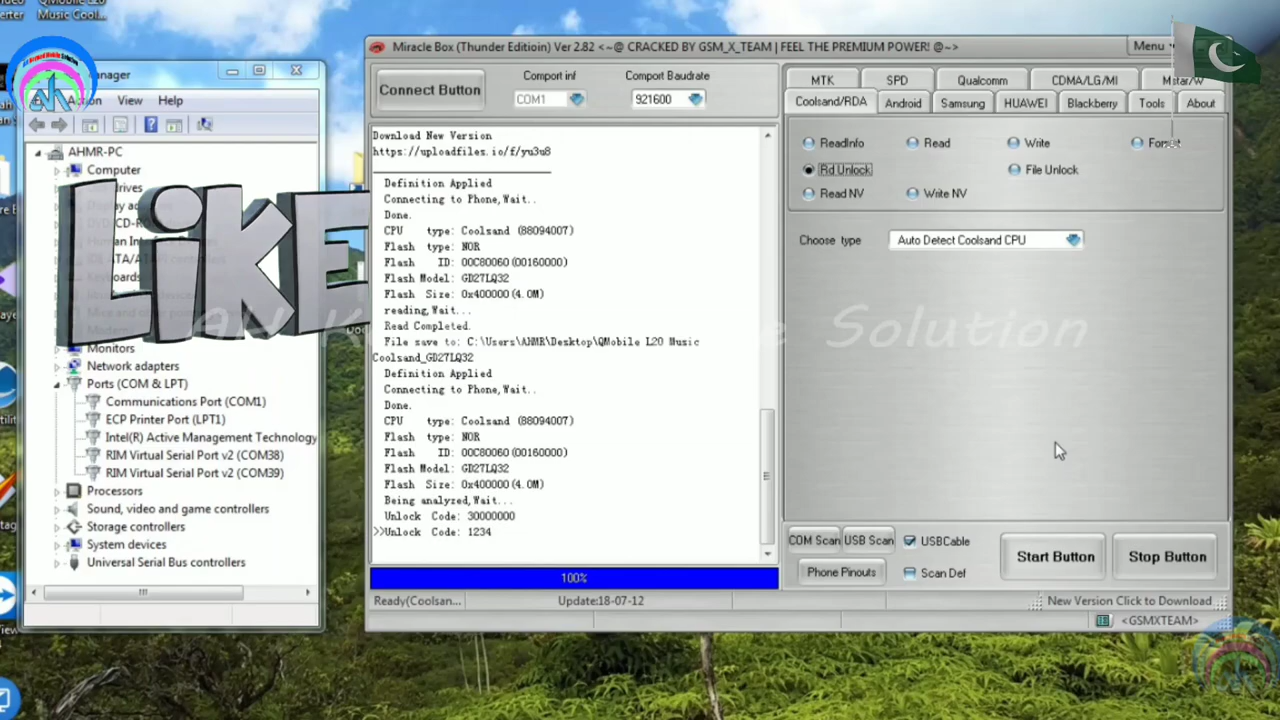 QMobile L20
Music Cool...
View
Help
AHMR-PC
Computer
Monitors
Network adapters
Ports (COM & LPT)
Communications Port (COM1)
ECP Printer Port (LPT1)
Intel(R) Active Management Technology
RIM Virtual Serial Port v2 (COM38)
RIM Virtual Serial Port v2 (COM39)
Processors
Sound, video and game controllers
Storage controllers
System devices
Universal Serial Bus controllers
LiKE
Miracle Box (Thunder Editioin) Ver 2.82 <~@ CRACKED BY GSM_X_TEAM | FEEL THE PREMIUM POWER! @~>
Menu
Connect Button
Comport inf
Comport Baudrate
COM1
921600
Download New Version
https://uploadfiles.io/f/yu3u8
Definition Applied
Connecting to Phone,Wait..
Done.
CPU type: Coolsand (88094007)
Flash type: NOR
Flash ID: 00C80060(00160000)
Flash Model: GD27LQ32
Flash Size: 0x400000(4.0M)
reading,Wait...
Read Completed.
File save to: C:\Users\AHMR\Desktop\QMobile L20 Music
Coolsand_GD27LQ32
Definition Applied
Connecting to Phone,Wait..
Done.
CPU type: Coolsand (88094007)
Flash type: NOR
Flash ID: 00C80060(00160000)
Flash Model: GD27LQ32
Flash Size: 0x400000(4.0M)
Being analyzed,Wait...
Unlock Code: 30000000
>>Unlock Code: 1234
100%
Ready(Coolsan...
Update:18-07-12
MTK SPD Qualcomm CDMA/LG/MI Mstar/W
Coolsand/RDA Android Samsung HUAWEI Blackberry Tools About
ReadInfo Read Write
Rd Unlock File Unlock
Read NV Write NV
Choose type Auto Detect Coolsand CPU
Solution
COM Scan USB Scan USBCable
Phone Pinouts Scan Def
Start Button Stop Button
New Version Click to Download
<GSMXTEAM>